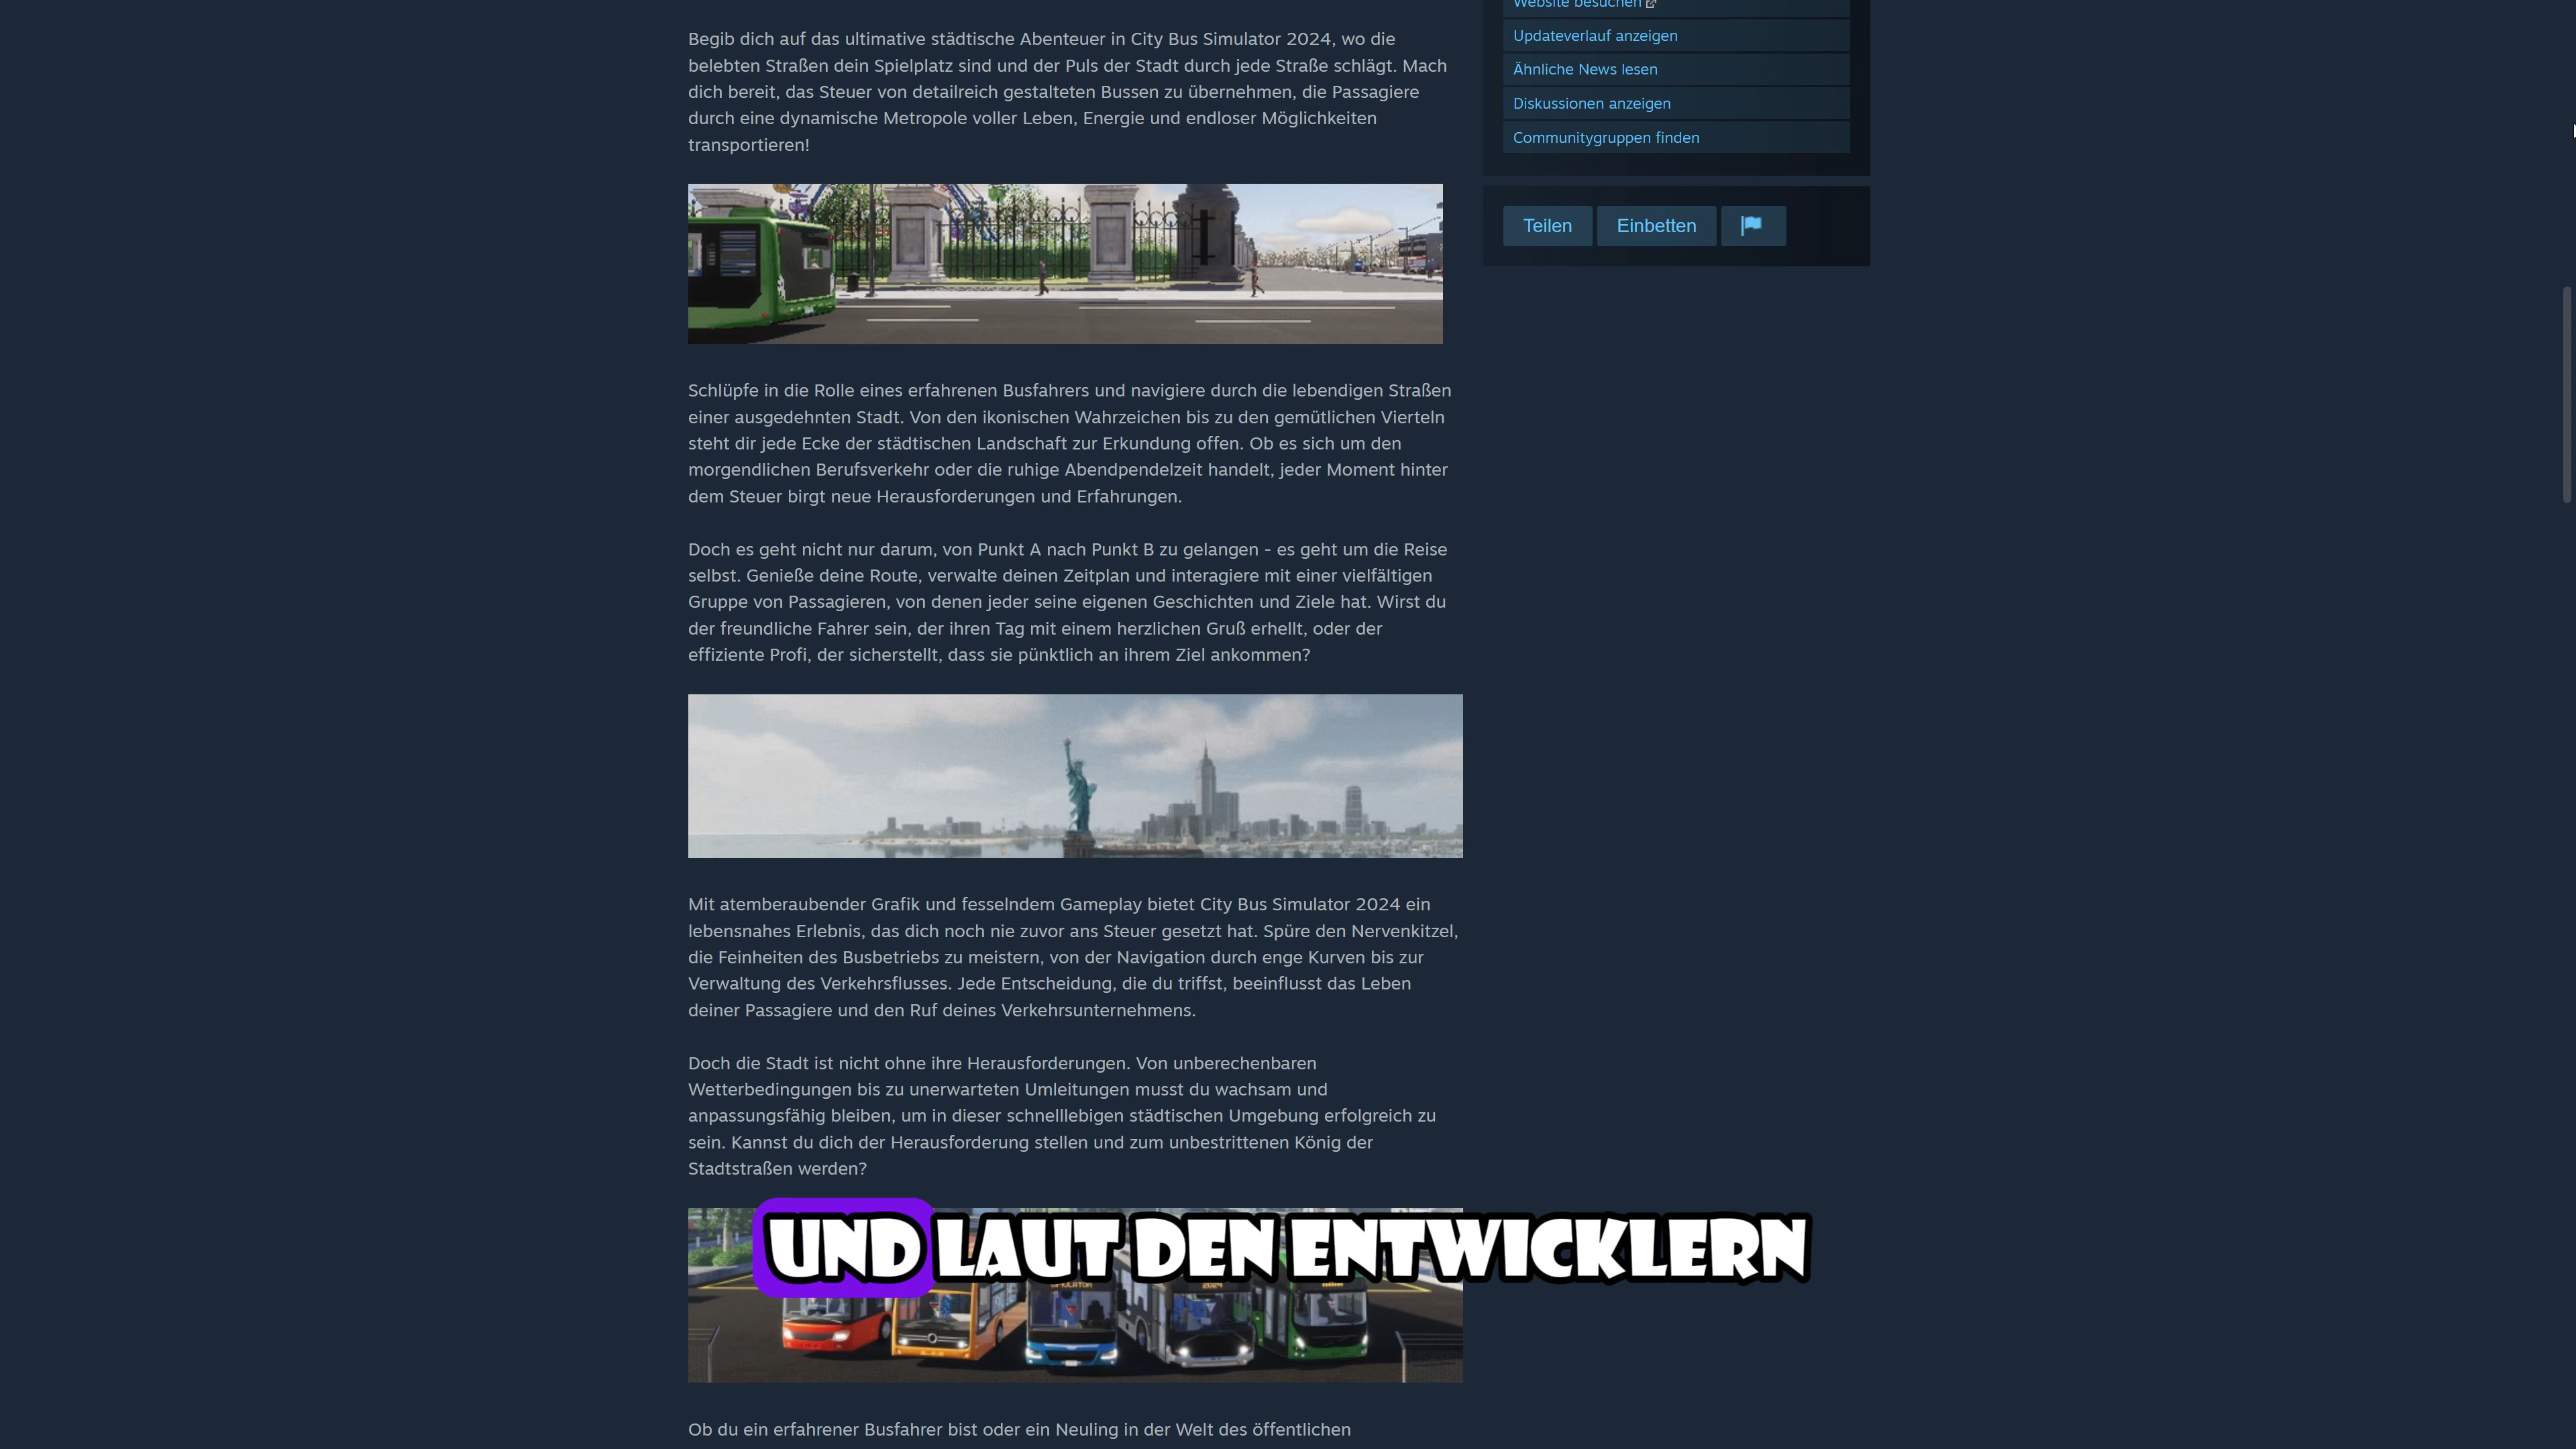 Begib dich auf das ultimative städtische Abenteuer in City Bus Simulator 2024, wo die
belebten Straßen dein Spielplatz sind und der Puls der Stadt durch jede Straße schlägt. Mach
dich bereit, das Steuer von detailreich gestalteten Bussen zu übernehmen, die Passagiere
durch eine dynamische Metropole voller Leben, Energie und endloser Möglichkeiten
transportieren!
Schlüpfe in die Rolle eines erfahrenen Busfahrers und navigiere durch die lebendigen Straßen
einer ausgedehnten Stadt. Von den ikonischen Wahrzeichen bis zu den gemütlichen Vierteln
steht dir jede Ecke der städtischen Landschaft zur Erkundung offen. Ob es sich um den
morgendlichen Berufsverkehr oder die ruhige Abendpendelzeit handelt, jeder Moment hinter
dem Steuer birgt neue Herausforderungen und Erfahrungen.
Doch es geht nicht nur darum, von Punkt A nach Punkt B zu gelangen - es geht um die Reise
selbst. Genieße deine Route, verwalte deinen Zeitplan und interagiere mit einer vielfältigen
Gruppe von Passagieren, von denen jeder seine eigenen Geschichten und Ziele hat. Wirst du
der freundliche Fahrer sein, der ihren Tag mit einem herzlichen Gruß erhellt, oder der
effiziente Profi, der sicherstellt, dass sie pünktlich an ihrem Ziel ankommen?
Mit atemberaubender Grafik und fesselndem Gameplay bietet City Bus Simulator 2024 ein
lebensnahes Erlebnis, das dich noch nie zuvor ans Steuer gesetzt hat. Spüre den Nervenkitzel,
die Feinheiten des Busbetriebs zu meistern, von der Navigation durch enge Kurven bis zur
Verwaltung des Verkehrsflusses. Jede Entscheidung, die du triffst, beeinflusst das Leben
deiner Passagiere und den Ruf deines Verkehrsunternehmens.
Doch die Stadt ist nicht ohne ihre Herausforderungen. Von unberechenbaren
Wetterbedingungen bis zu unerwarteten Umleitungen musst du wachsam und
anpassungsfähig bleiben, um in dieser schnelllebigen städtischen Umgebung erfolgreich zu
sein. Kannst du dich der Herausforderung stellen und zum unbestrittenen König der
Stadtstraßen werden?
UND LAUT DEN ENTWICKLERN
SIMULATOR
2024
Ob du ein erfahrener Busfahrer bist oder ein Neuling in der Welt des öffentlichen
Website besuchen
Updateverlauf anzeigen
Ähnliche News lesen
Diskussionen anzeigen
Communitygruppen finden
Teilen
Einbetten